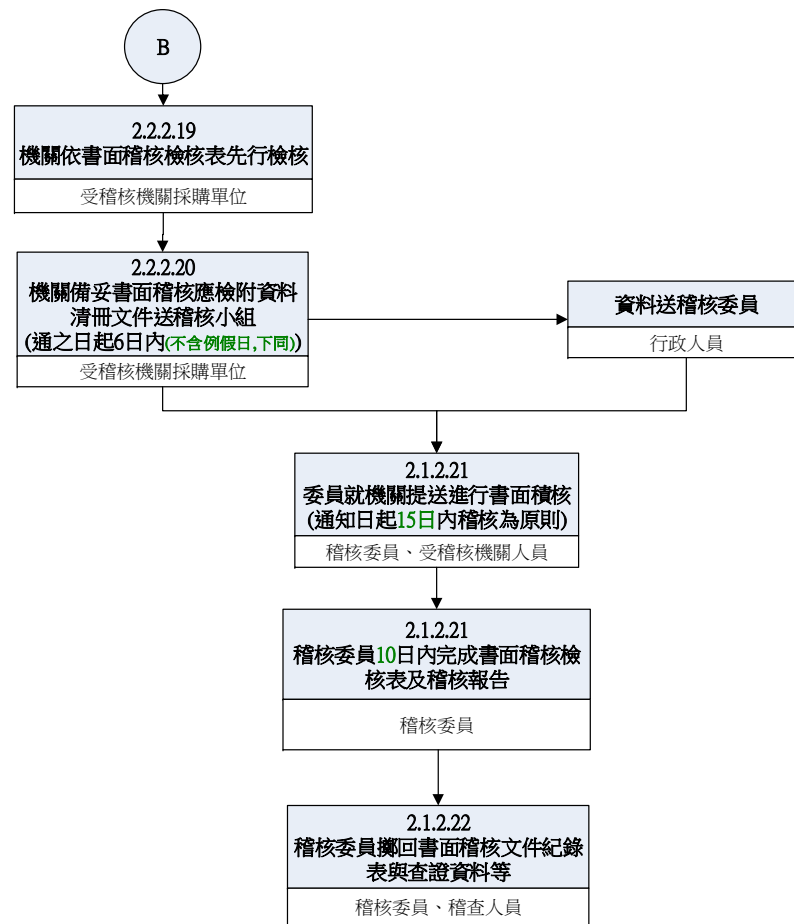 B
2.2.2.19
機關依書面稽核檢核表先行檢核
受稽核機關採購單位
2.2.2.20
機關備妥書面稽核應檢附資料
清冊文件送稽核小組
(通之日起6日內(不含例假日,下同))
受稽核機關採購單位
資料送稽核委員
行政人員
2.1.2.21
委員就機關提送進行書面積核
(通知日起15日內稽核為原則)
稽核委員、受稽核機關人員
2.1.2.21
稽核委員10日內完成書面稽核檢
核表及稽核報告
稽核委員
2.1.2.22
稽核委員擲回書面稽核文件紀錄
表與查證資料等
稽核委員、稽查人員